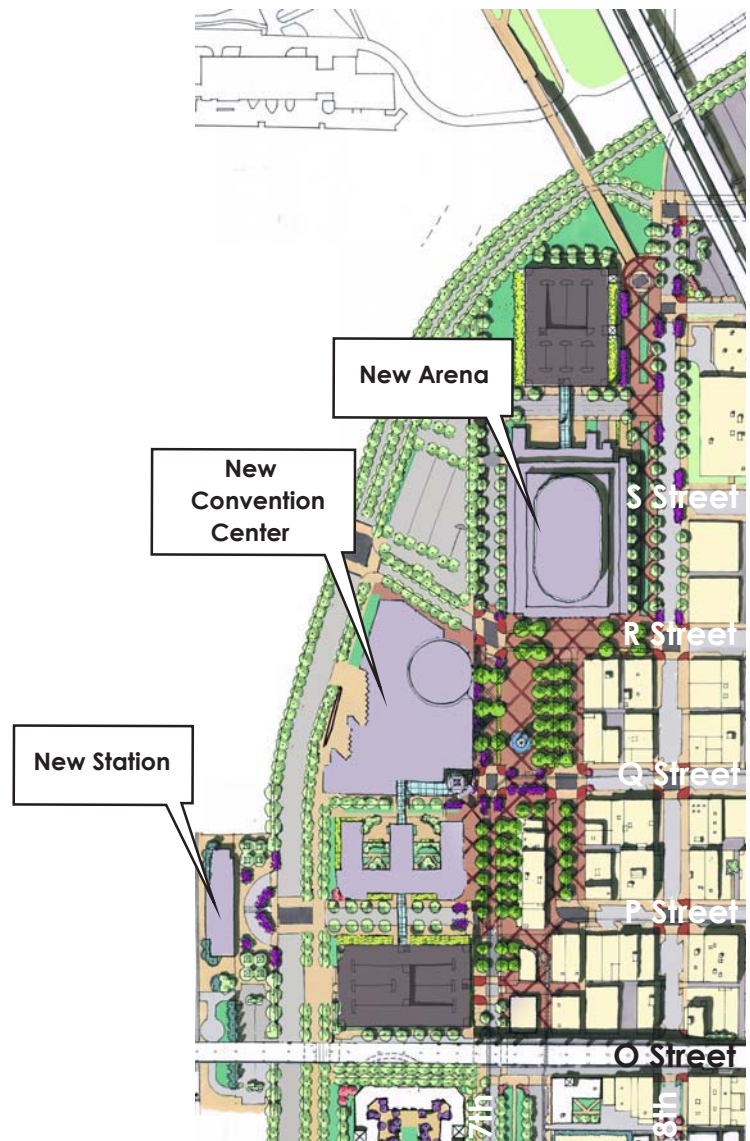 New Arena
New
Convention
Center
S Street
R Street
New Station
Q Street
P Street
O Street
7th
8th